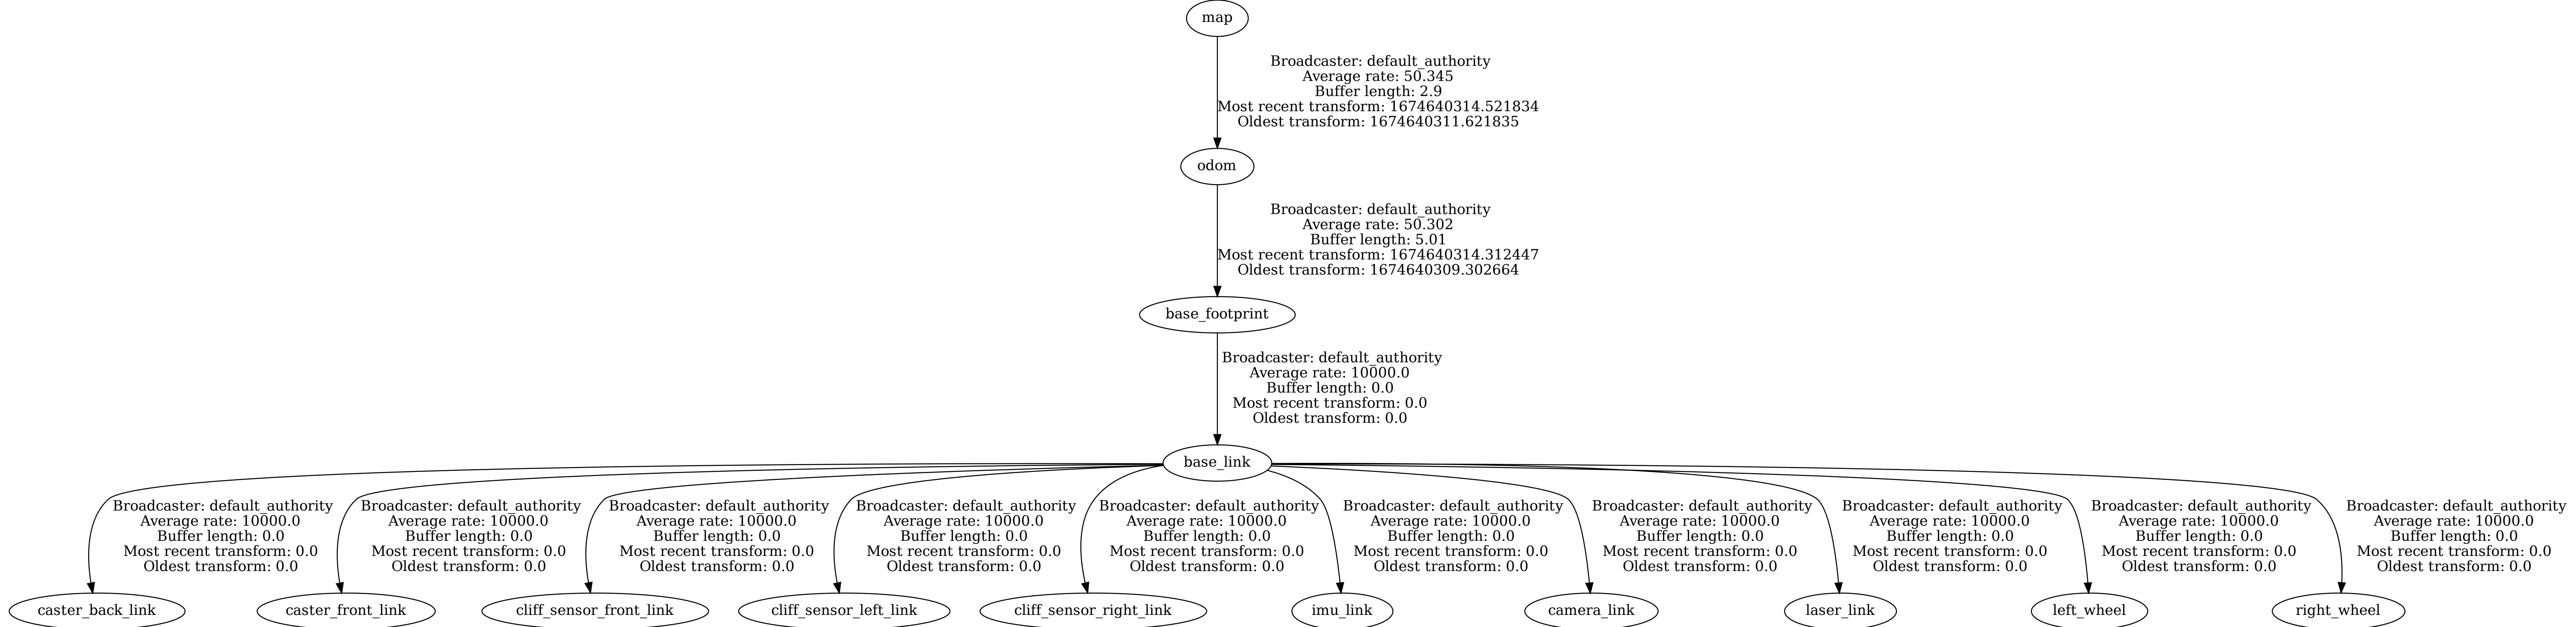 map
Broadcaster: default_authority
Average rate: 50.345
Buffer length: 2.9
Most recent transform: 1674640314.521834
Oldest transform: 1674640311.621835
odom
Broadcaster: default_authority
Average rate: 50.302
Buffer length: 5.01
Most recent transform: 1674640314.312447
Oldest transform: 1674640309.302664
base_footprint
Broadcaster: default_authority
Average rate: 10000.0
Buffer length: 0.0
Most recent transform: 0.0
Oldest transform: 0.0
base_link
Broadcaster: default_authority
Average rate: 10000.0
Buffer length: 0.0
Most recent transform: 0.0
Oldest transform: 0.0
caster_back_link
Broadcaster: default_authority
Average rate: 10000.0
Buffer length: 0.0
Most recent transform: 0.0
Oldest transform: 0.0
caster_front_link
Broadcaster: default_authority
Average rate: 10000.0
Buffer length: 0.0
Most recent transform: 0.0
Oldest transform: 0.0
cliff_sensor_front_link
Broadcaster: default_authority
Average rate: 10000.0
Buffer length: 0.0
Most recent transform: 0.0
Oldest transform: 0.0
cliff_sensor_left_link
Broadcaster: default_authority
Average rate: 10000.0
Buffer length: 0.0
Most recent transform: 0.0
Oldest transform: 0.0
cliff_sensor_right_link
Broadcaster: default_authority
Average rate: 10000.0
Buffer length: 0.0
Most recent transform: 0.0
Oldest transform: 0.0
imu_link
Broadcaster: default_authority
Average rate: 10000.0
Buffer length: 0.0
Most recent transform: 0.0
Oldest transform: 0.0
camera_link
Broadcaster: default_authority
Average rate: 10000.0
Buffer length: 0.0
Most recent transform: 0.0
Oldest transform: 0.0
laser_link
Broadcaster: default_authority
Average rate: 10000.0
Buffer length: 0.0
Most recent transform: 0.0
Oldest transform: 0.0
left_wheel
Broadcaster: default_authority
Average rate: 10000.0
Buffer length: 0.0
Most recent transform: 0.0
Oldest transform: 0.0
right_wheel